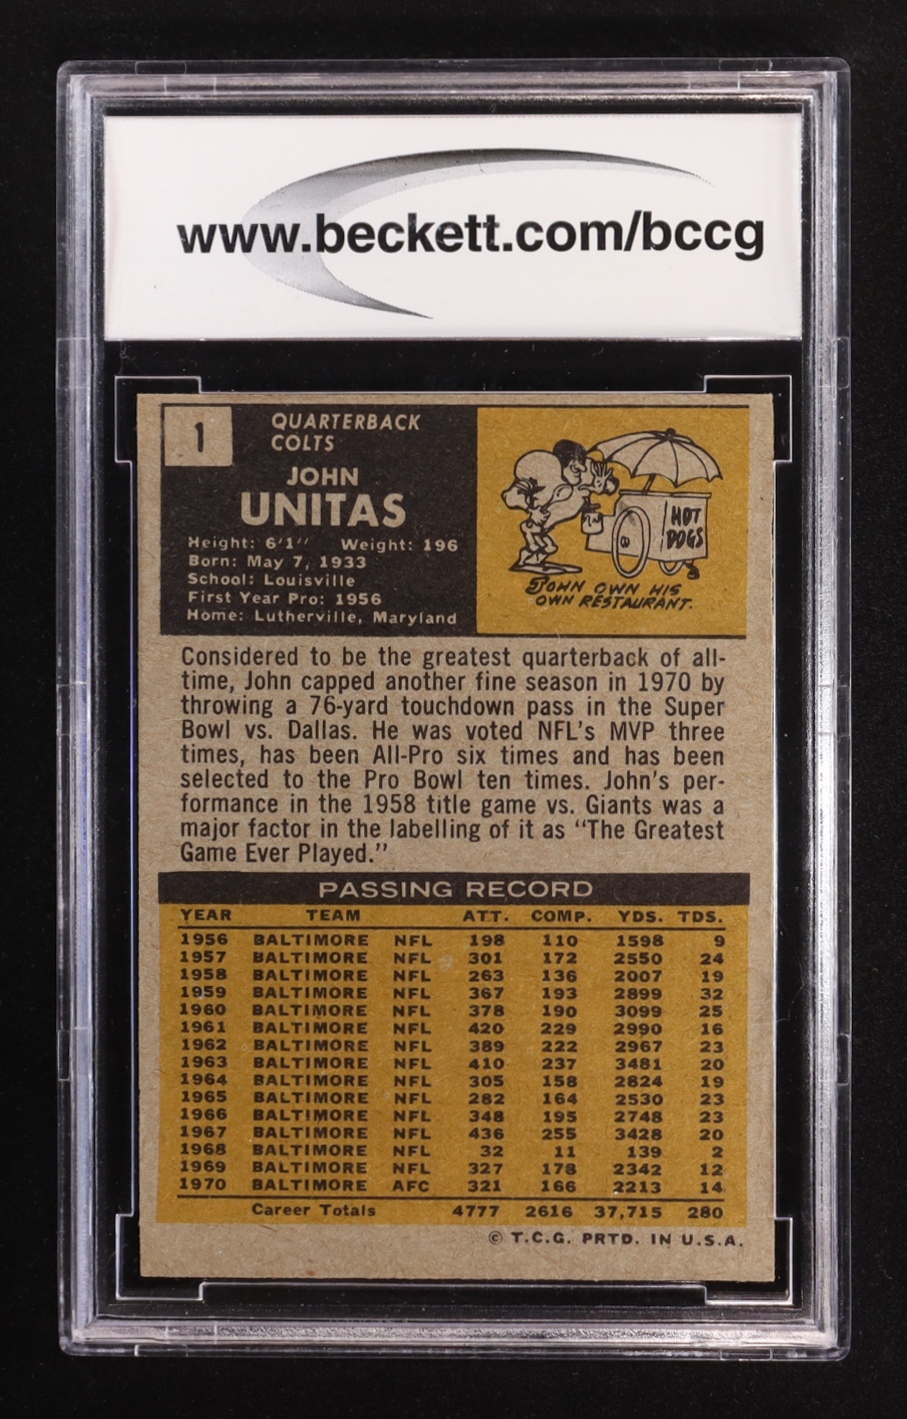 www.beckett.com/bccg
1
QUARTERBACK
COLTS
JOHN
UNITAS
Height: 6'1'' Weight: 196
Born: May 7, 1933
School: Louisville
First Year Pro: 1956
Home: Lutherville, Maryland
HOT
DOGS
JOHN OWN HIS
OWN RESTAURANT.
Considered to be the greatest quarterback of all-
time, John capped another fine season in 1970 by
throwing a 76-yard touchdown pass in the Super
Bowl vs. Dallas. He was voted NFL's MVP three
times, has been All-Pro six times and has been
selected to the Pro Bowl ten times. John's per-
formance in the 1958 title game vs. Giants was a
major factor in the labelling of it as "The Greatest
Game Ever Played."
PASSING RECORD
YEAR TEAM ATT. COMP. YDS. TDS.
1956 BALTIMORE NFL 198 110 1598 9
1957 BALTIMORE NFL 301 172 2550 24
1958 BALTIMORE NFL 263 136 2007 19
1959 BALTIMORE NFL 367 193 2899 32
1960 BALTIMORE NFL 378 190 3099 25
1961 BALTIMORE NFL 420 229 2990 16
1962 BALTIMORE NFL 389 222 2967 23
1963 BALTIMORE NFL 410 237 3481 20
1964 BALTIMORE NFL 305 158 2824 19
1965 BALTIMORE NFL 282 164 2530 23
1966 BALTIMORE NFL 348 195 2748 23
1967 BALTIMORE NFL 436 255 3428 20
1968 BALTIMORE NFL 32 11 139 2
1969 BALTIMORE NFL 327 178 2342 12
1970 BALTIMORE AFC 321 166 2213 14
Career Totals 4777 2616 37,715 280
© T.C.G. PRTD. IN U.S.A.